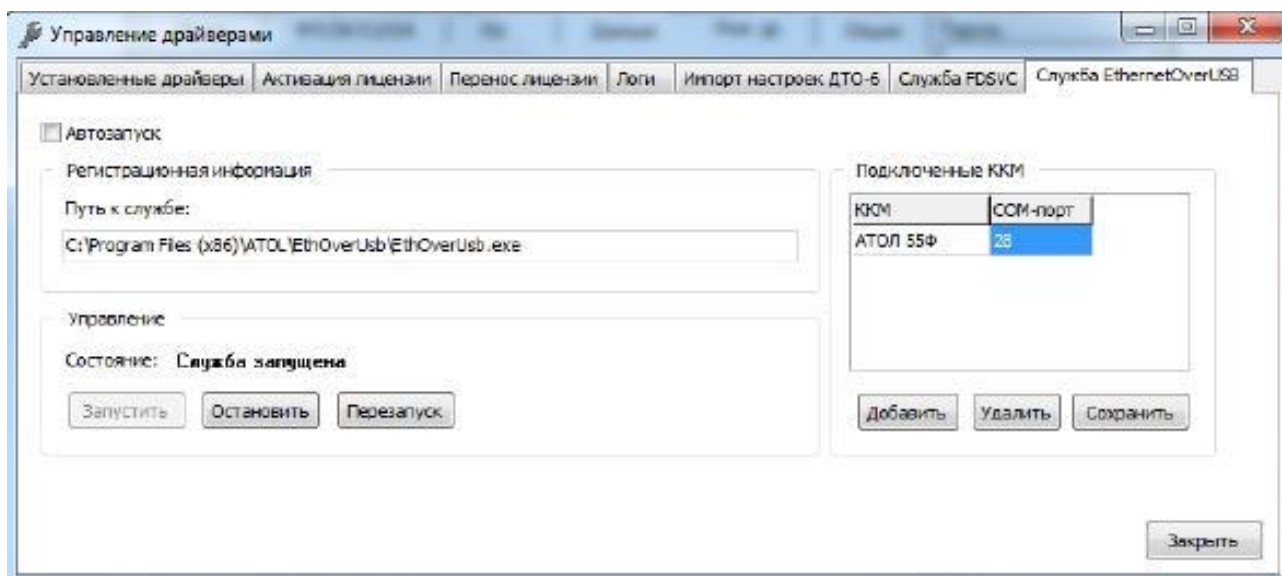 Управление драйверами
Установленные драйверы Активация лицензии Перенос лицензии Логи Импорт настроек ДТО-6 Служба FDSVC Служба EthernetOverUSB
Автозапуск
Регистрационная информация
Путь к службе:
C:\Program Files (x86)\ATOL\EthOverUsb\EthOverUsb.exe
Управление
Состояние: Служба запущена
Запустить Остановить Перезапуск
Подключенные ККМ
ККМ COM-порт
АТОЛ 55Ф 28
Добавить Удалить Сохранить
Закрыть